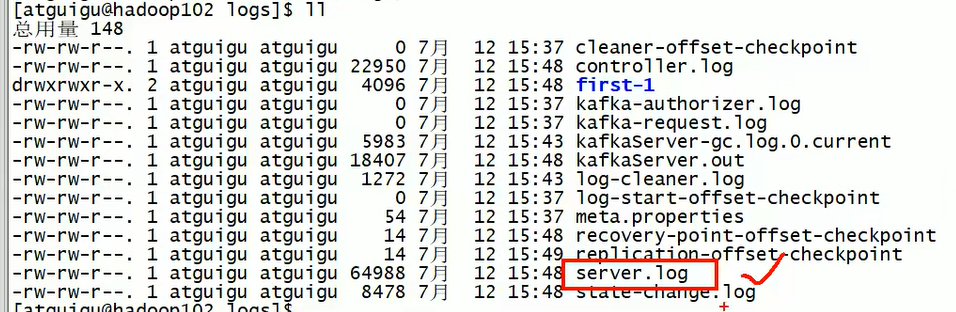 [atguigu@hadoop102 logs]$ ll
总用量 148
-rw-rw-r--. 1 atguigu atguigu 0 7月 12 15:37 cleaner-offset-checkpoint
-rw-rw-r--. 1 atguigu atguigu 22950 7月 12 15:48 controller.log
drwxrwxr-x. 2 atguigu atguigu 4096 7月 12 15:48 first-1
-rw-rw-r--. 1 atguigu atguigu 0 7月 12 15:37 kafka-authorizer.log
-rw-rw-r--. 1 atguigu atguigu 0 7月 12 15:37 kafka-request.log
-rw-rw-r--. 1 atguigu atguigu 5983 7月 12 15:43 kafkaServer-gc.log.0.current
-rw-rw-r--. 1 atguigu atguigu 18407 7月 12 15:48 kafkaServer.out
-rw-rw-r--. 1 atguigu atguigu 1272 7月 12 15:43 log-cleaner.log
-rw-rw-r--. 1 atguigu atguigu 0 7月 12 15:37 log-start-offset-checkpoint
-rw-rw-r--. 1 atguigu atguigu 54 7月 12 15:37 meta.properties
-rw-rw-r--. 1 atguigu atguigu 14 7月 12 15:48 recovery-point-offset-checkpoint
-rw-rw-r--. 1 atguigu atguigu 14 7月 12 15:49 replication-offset-checkpoint
-rw-rw-r--. 1 atguigu atguigu 64988 7月 12 15:48 server.log
-rw-rw-r--. 1 atguigu atguigu 8478 7月 12 15:48 state-change.log
[atguigu@hadoop102 logs]$